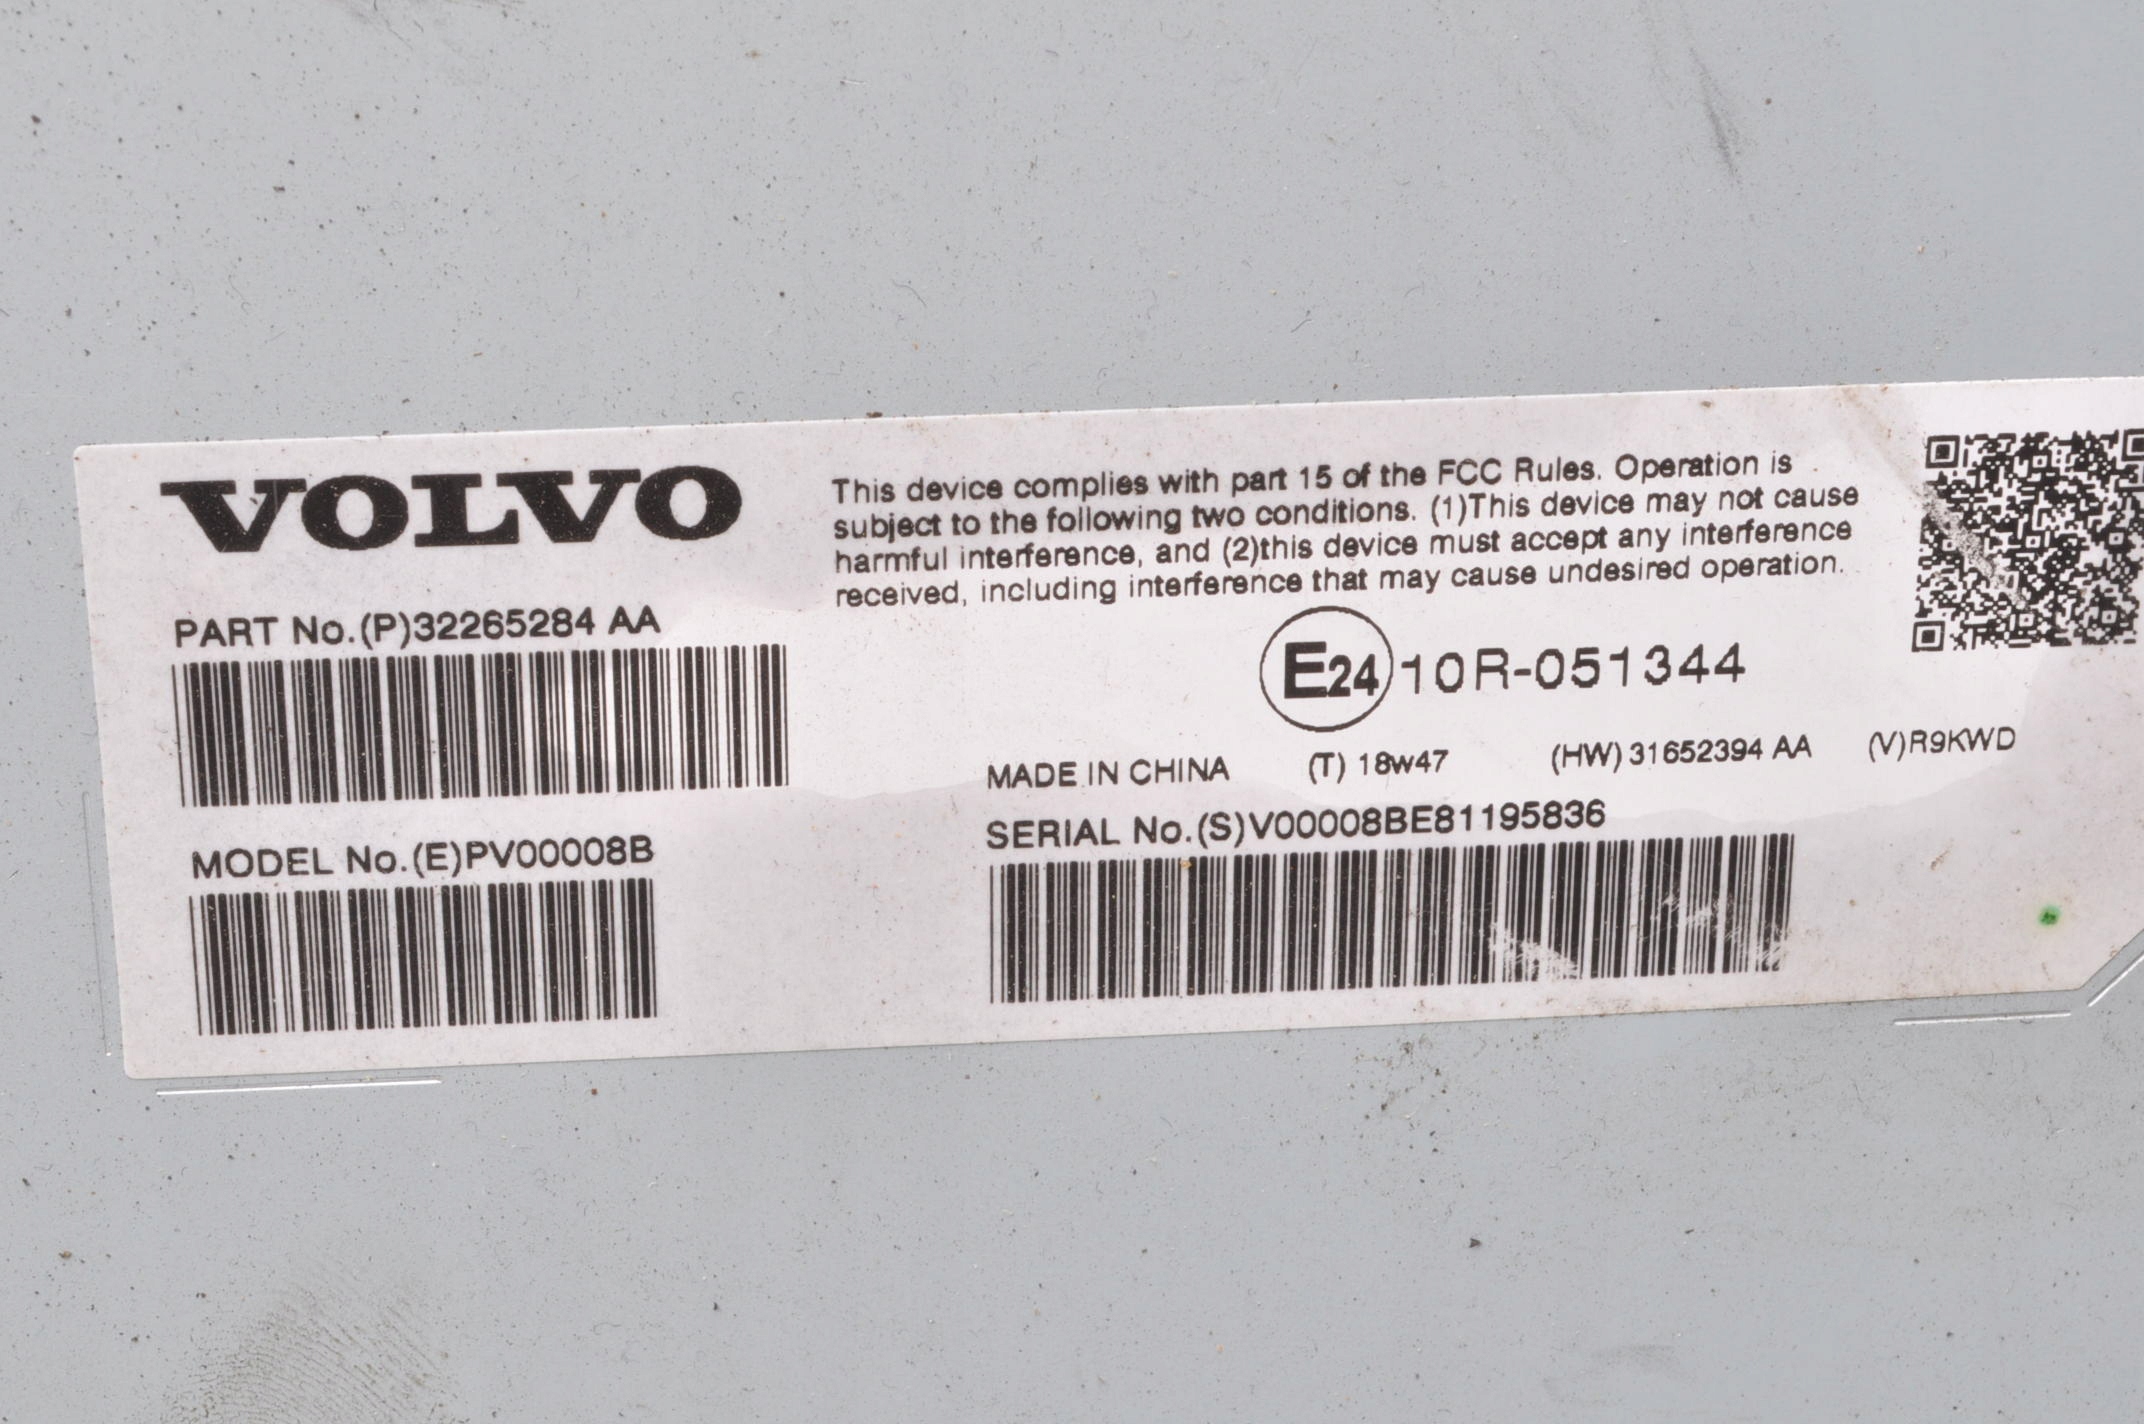 VOLVO
PART No.(P)32265284 AA
MODEL No.(E)PV00008B
This device complies with part 15 of the FCC Rules. Operation is
subject to the following two conditions. (1)This device may not cause
harmful interference, and (2)this device must accept any interference
received, including interference that may cause undesired operation.
E24 10R-051344
MADE IN CHINA (T) 18w47 (HW) 31652394 AA (V)R9KWD
SERIAL No.(S)V00008BE81195836